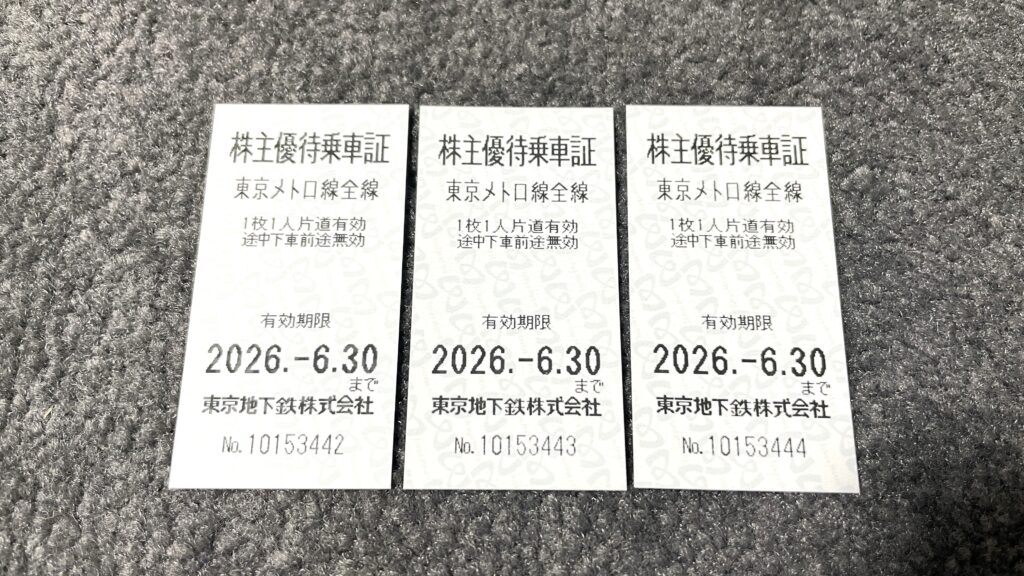 株主優待乗車証
東京メトロ線全線
1枚1人片道有効
途中下車前途無効
有効期限
2026.-6.30
まで
東京地下鉄株式会社
No.10153442
株主優待乗車証
東京メトロ線全線
1枚1人片道有効
途中下車前途無効
有効期限
2026.-6.30
まで
東京地下鉄株式会社
No.10153443
株主優待乗車証
東京メトロ線全線
1枚1人片道有効
途中下車前途無効
有効期限
2026.-6.30
まで
東京地下鉄株式会社
No.10153444